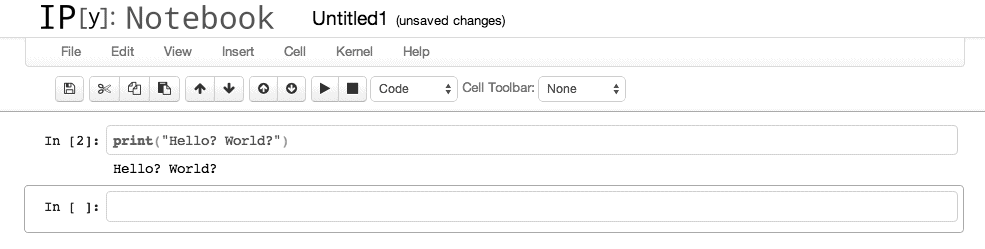 IP[y]: Notebook Untitled1 (unsaved changes)
File Edit View Insert Cell Kernel Help
Code Cell Toolbar: None
In [2]: print("Hello? World?")
Hello? World?
In [ ]: